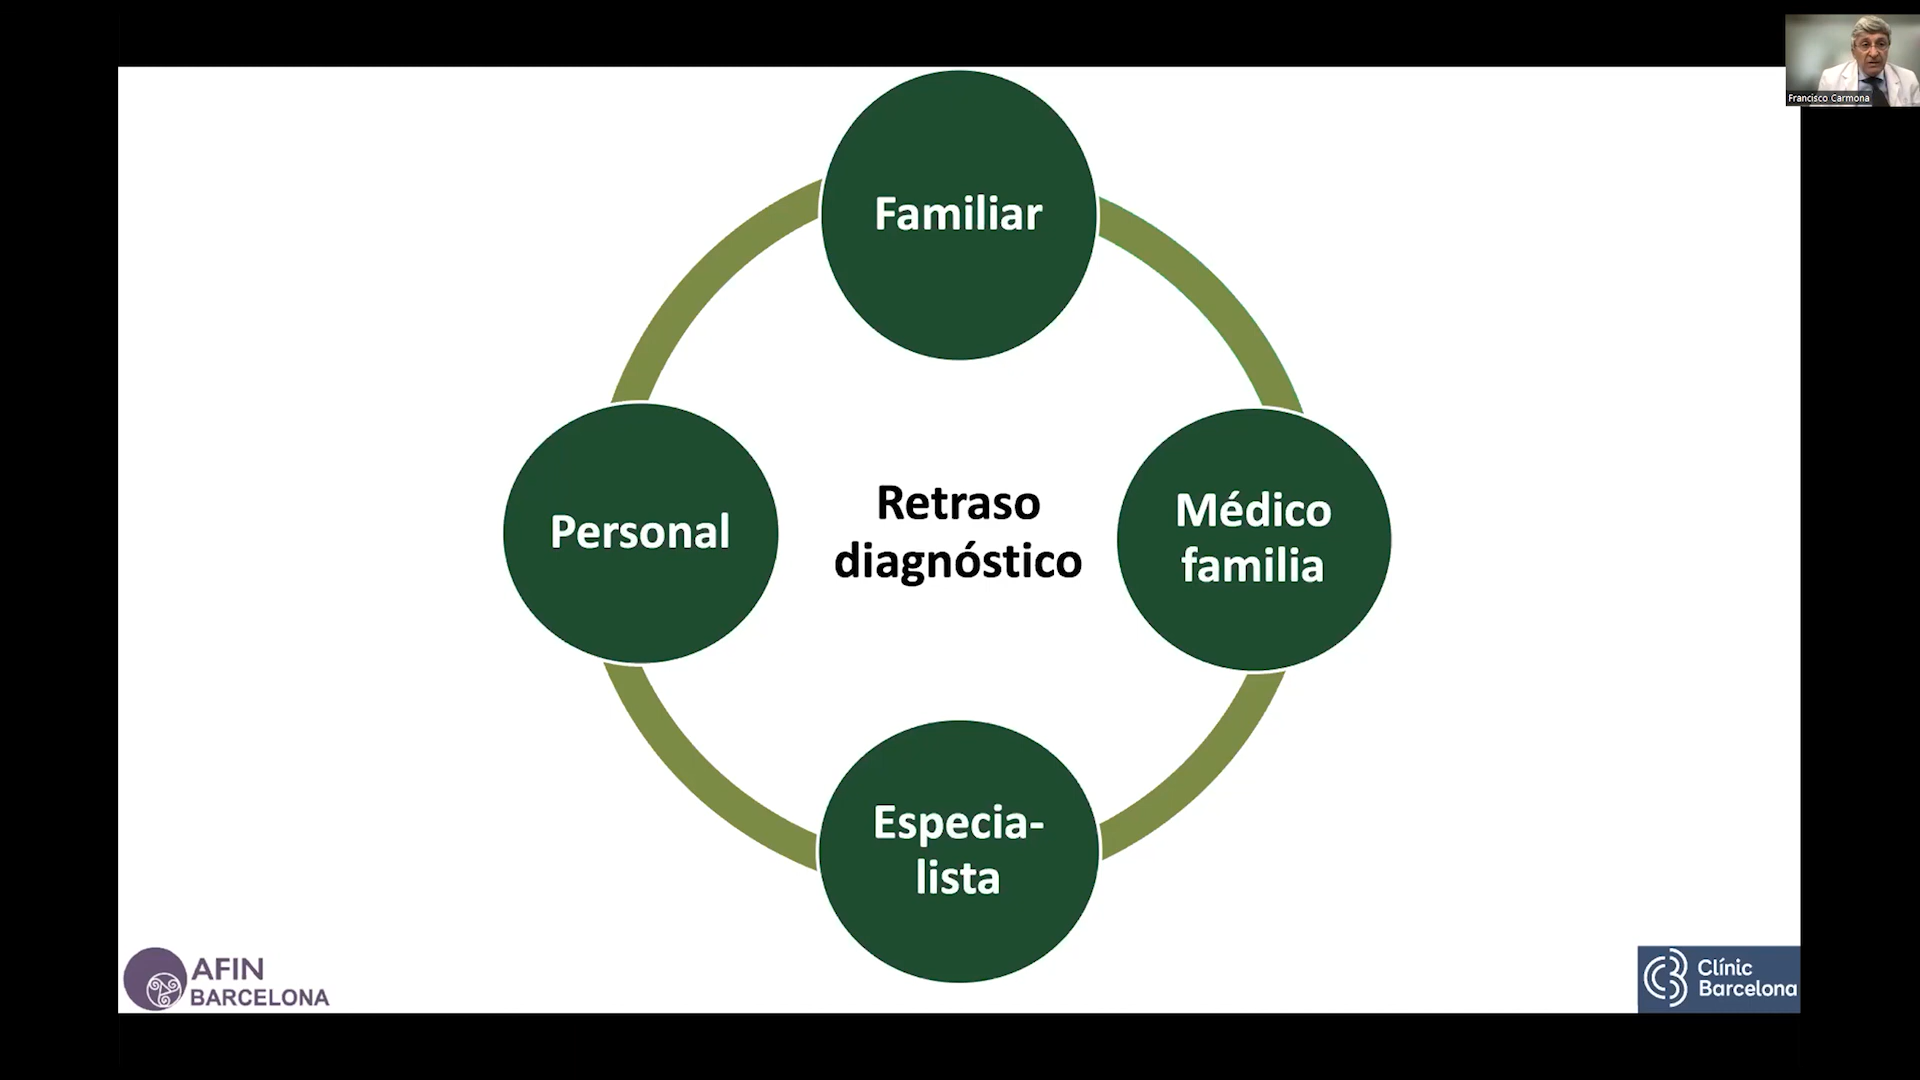 Francisco Carmona
Familiar
Personal
Retraso
diagnóstico
Médico
familia
Especia-
lista
AFIN
BARCELONA
Clínic
Barcelona